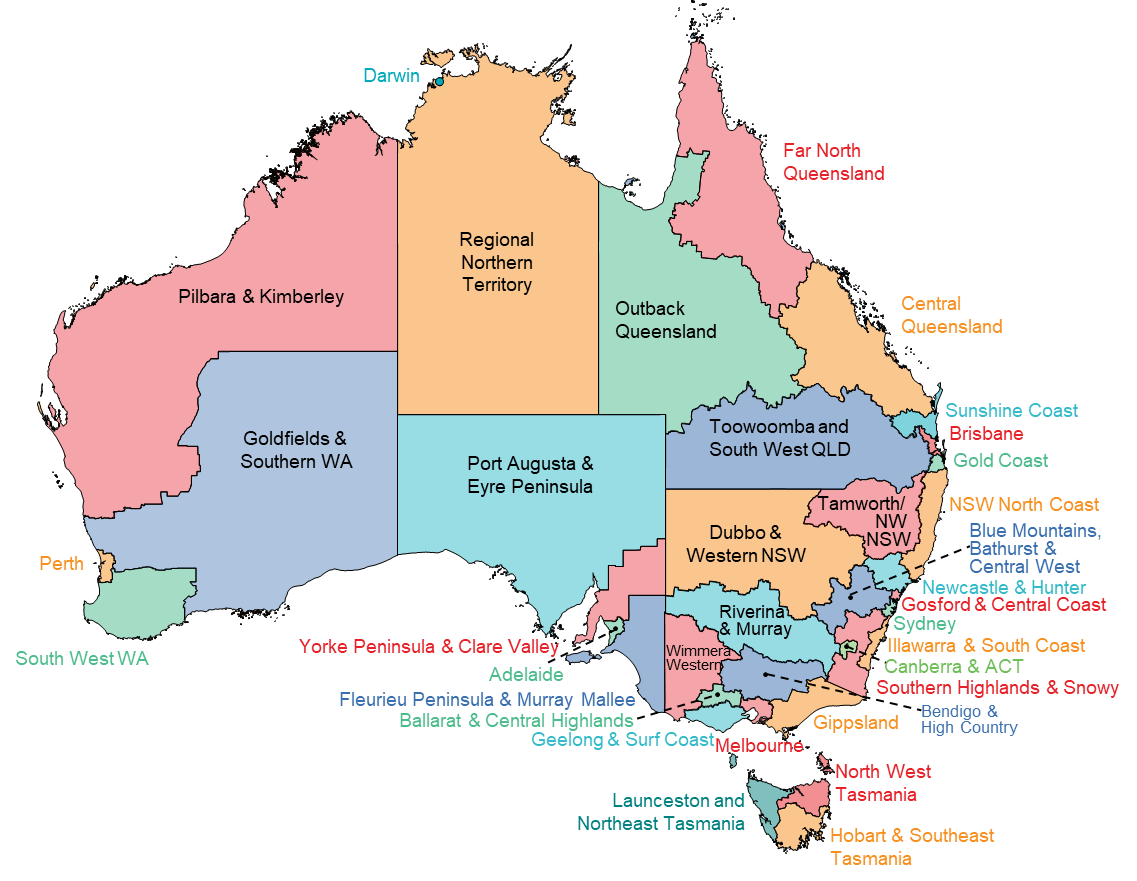 Darwin
Far North
Queensland
Regional
Northern
Territory
Pilbara & Kimberley
Outback
Queensland
Central
Queensland
Sunshine Coast
Brisbane
Gold Coast
Toowoomba and
South West QLD
Goldfields &
Southern WA
Port Augusta &
Eyre Peninsula
NSW North Coast
Tamworth/
NW
NSW
Dubbo &
Western NSW
Blue Mountains,
Bathurst &
Central West
Perth
Newcastle & Hunter
Gosford & Central Coast
Sydney
Riverina
& Murray
Illawarra & South Coast
Canberra & ACT
Southern Highlands & Snowy
Yorke Peninsula & Clare Valley
Wimmera
Western
South West WA
Adelaide
Fleurieu Peninsula & Murray Mallee
Ballarat & Central Highlands
Geelong & Surf Coast
Melbourne
Gippsland
Bendigo &
High Country
North West
Tasmania
Launceston and
Northeast Tasmania
Hobart & Southeast
Tasmania